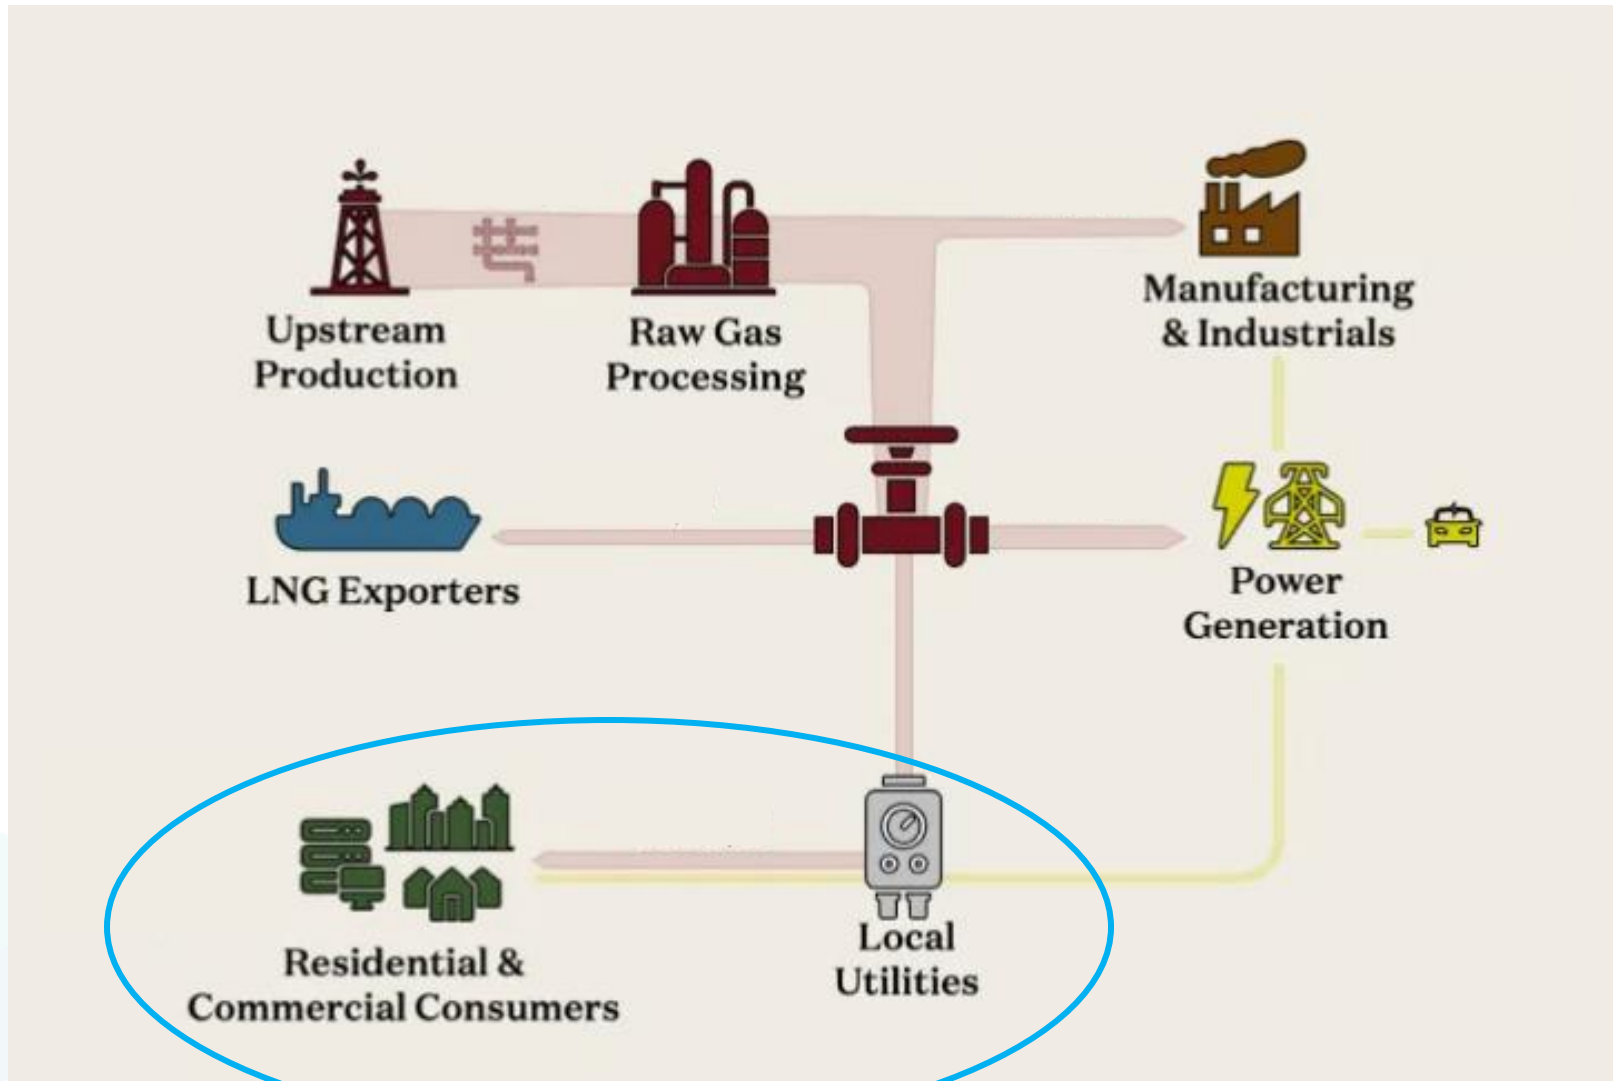 Upstream
Production
Raw Gas
Processing
Manufacturing
& Industrials
LNG Exporters
Power
Generation
Residential &
Commercial Consumers
Local
Utilities